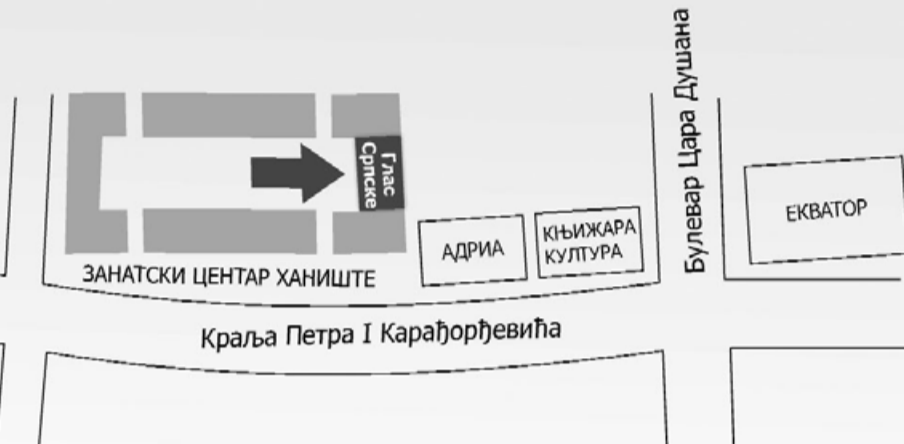 Булевар Цара Душана
Глас
Српске
ЕКВАТОР
АДРИА
КЊИЖАРА
КУЛТУРА
ЗАНАТСКИ ЦЕНТАР ХАНИШТЕ
Краља Петра I Карађорђевића